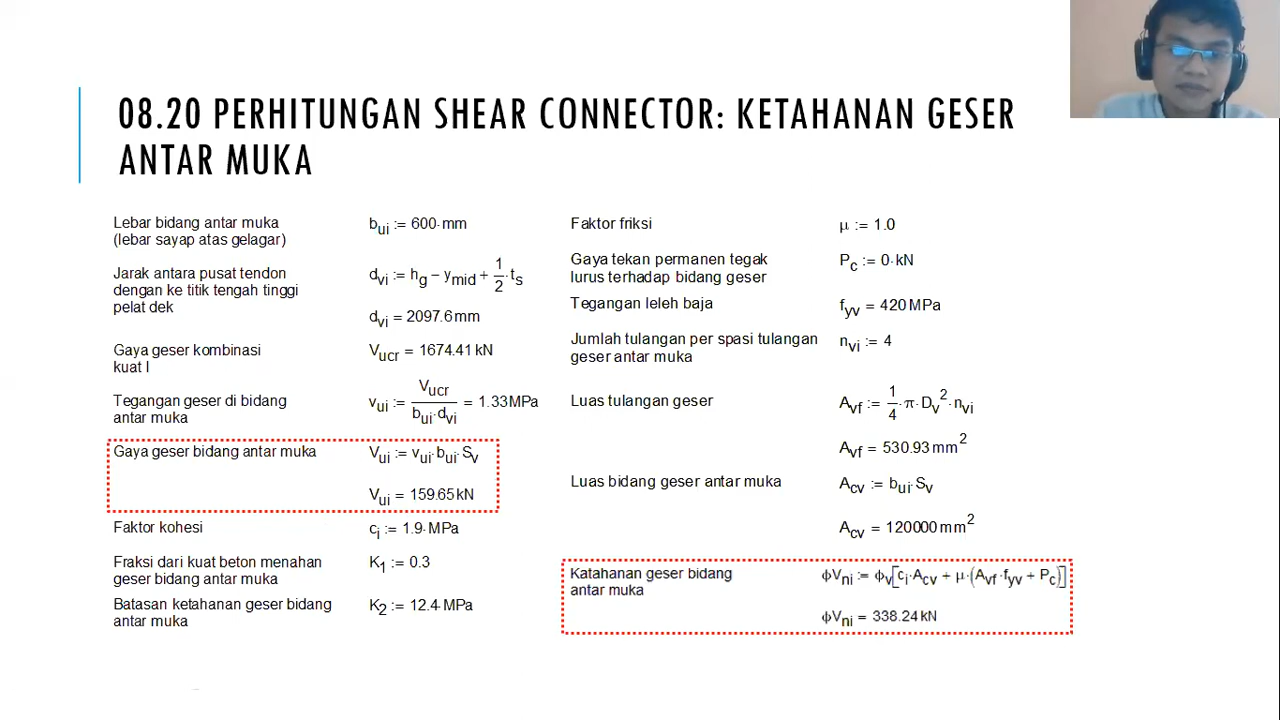 08.20 PERHITUNGAN SHEAR CONNECTOR: KETAHANAN GESER
ANTAR MUKA
Lebar bidang antar muka
(lebar sayap atas gelagar)
b_ui := 600·mm
Jarak antara pusat tendon
dengan ke titik tengah tinggi
pelat dek
d_vi := h_g − y_mid + 1/2·t_s
d_vi = 2097.6 mm
Gaya geser kombinasi
kuat I
V_ucr = 1674.41 kN
Tegangan geser di bidang
antar muka
v_ui := V_ucr/(b_ui·d_vi) = 1.33 MPa
Gaya geser bidang antar muka
V_ui := v_ui·b_ui·S_v
V_ui = 159.65 kN
Faktor kohesi
c_i := 1.9·MPa
Fraksi dari kuat beton menahan
geser bidang antar muka
K_1 := 0.3
Batasan ketahanan geser bidang
antar muka
K_2 := 12.4·MPa
Faktor friksi
μ := 1.0
Gaya tekan permanen tegak
lurus terhadap bidang geser
P_c := 0·kN
Tegangan leleh baja
f_yv = 420 MPa
Jumlah tulangan per spasi tulangan
geser antar muka
n_vi := 4
Luas tulangan geser
A_vf := 1/4·π·D_v²·n_vi
A_vf = 530.93 mm²
Luas bidang geser antar muka
A_cv := b_ui·S_v
A_cv = 120000 mm²
Katahanan geser bidang
antar muka
ϕV_ni := ϕ_v[c_i·A_cv + μ·(A_vf·f_yv + P_c)]
ϕV_ni = 338.24 kN